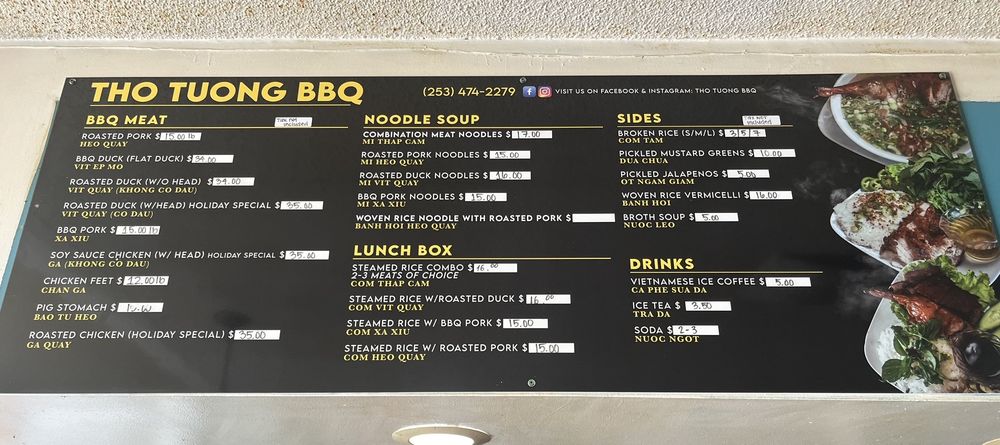 THO TUONG BBQ
(253) 474-2279 VISIT US ON FACEBOOK & INSTAGRAM: THO TUONG BBQ
BBQ MEAT
TAX NOT
included
ROASTED PORK $ 15.00 lb
HEO QUAY
BBQ DUCK (FLAT DUCK) $ 34.00
VIT EP MO
ROASTED DUCK (W/O HEAD) $ 34.00
VIT QUAY (KHONG CO DAU)
ROASTED DUCK (W/HEAD) HOLIDAY SPECIAL $ 35.00
VIT QUAY (CO DAU)
BBQ PORK $ 15.00 lb
XA XIU
SOY SAUCE CHICKEN (W/ HEAD) HOLIDAY SPECIAL $ 35.00
GA (KHONG CO DAU)
CHICKEN FEET $ 12.00 lb
CHAN GA
PIG STOMACH $
BAO TU HEO
ROASTED CHICKEN (HOLIDAY SPECIAL) $ 35.00
GA QUAY
NOODLE SOUP
COMBINATION MEAT NOODLES $ 17.00
MI THAP CAM
ROASTED PORK NOODLES $ 15.00
MI HEO QUAY
ROASTED DUCK NOODLES $ 16.00
MI VIT QUAY
BBQ PORK NOODLES $ 15.00
MI XA XIU
WOVEN RICE NOODLE WITH ROASTED PORK $
BANH HOI HEO QUAY
LUNCH BOX
STEAMED RICE COMBO $ 16.00
2-3 MEATS OF CHOICE
COM THAP CAM
STEAMED RICE W/ROASTED DUCK $ 16.00
COM VIT QUAY
STEAMED RICE W/ BBQ PORK $ 15.00
COM XA XIU
STEAMED RICE W/ ROASTED PORK $ 15.00
COM HEO QUAY
SIDES
TAX NOT
included
BROKEN RICE (S/M/L) $ 3/5/7
COM TAM
PICKLED MUSTARD GREENS $ 10.00
DUA CHUA
PICKLED JALAPENOS $ 5.00
OT NGAM GIAM
WOVEN RICE VERMICELLI $ 16.00
BANH HOI
BROTH SOUP $ 5.00
NUOC LEO
DRINKS
VIETNAMESE ICE COFFEE $ 5.00
CA PHE SUA DA
ICE TEA $ 3.50
TRA DA
SODA $ 2-3
NUOC NGOT